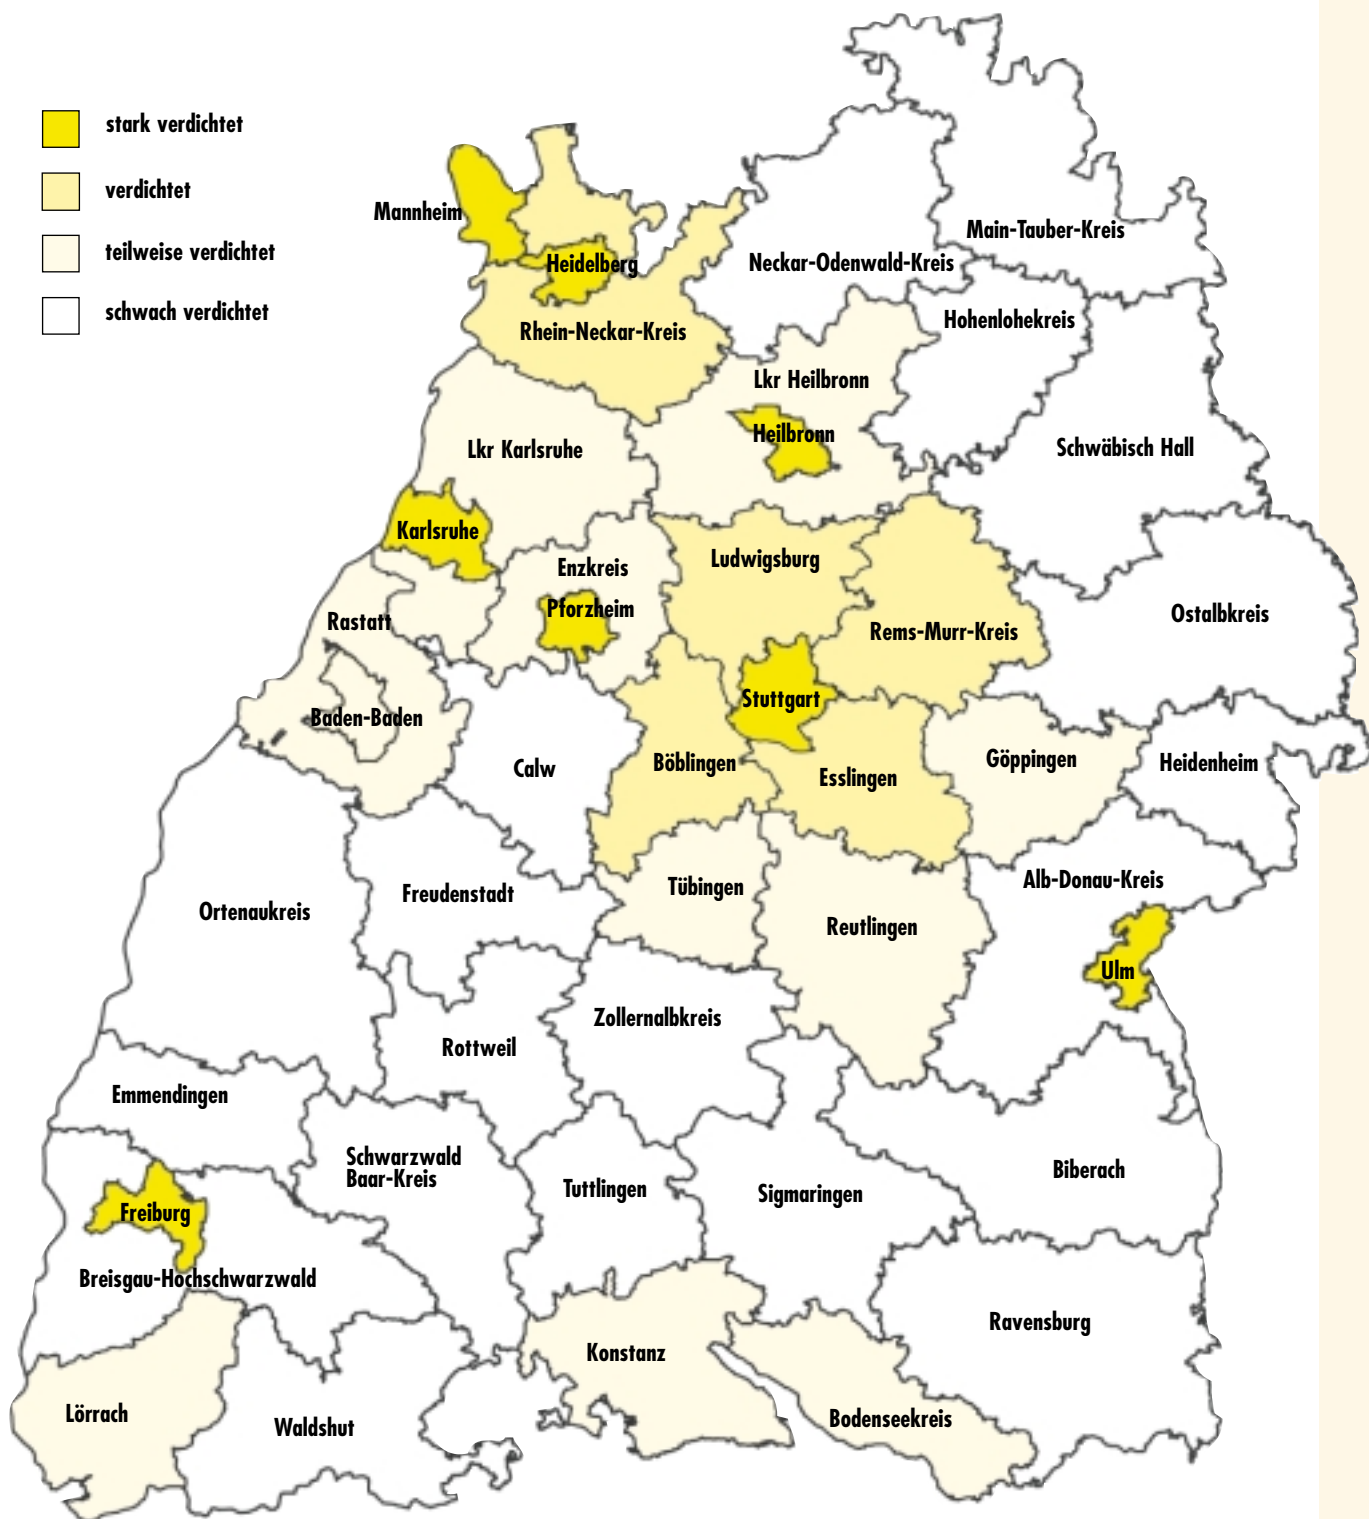 stark verdichtet
verdichtet
teilweise verdichtet
schwach verdichtet
Mannheim
Heidelberg
Rhein-Neckar-Kreis
Neckar-Odenwald-Kreis
Main-Tauber-Kreis
Hohenlohekreis
Lkr Heilbronn
Heilbronn
Schwäbisch Hall
Lkr Karlsruhe
Karlsruhe
Enzkreis
Pforzheim
Ludwigsburg
Rems-Murr-Kreis
Ostalbkreis
Rastatt
Baden-Baden
Stuttgart
Calw
Böblingen
Esslingen
Göppingen
Heidenheim
Ortenaukreis
Freudenstadt
Tübingen
Reutlingen
Alb-Donau-Kreis
Ulm
Rottweil
Zollernalbkreis
Emmendingen
Schwarzwald
Baar-Kreis
Tuttlingen
Sigmaringen
Biberach
Freiburg
Breisgau-Hochschwarzwald
Konstanz
Ravensburg
Lörrach
Waldshut
Bodenseekreis